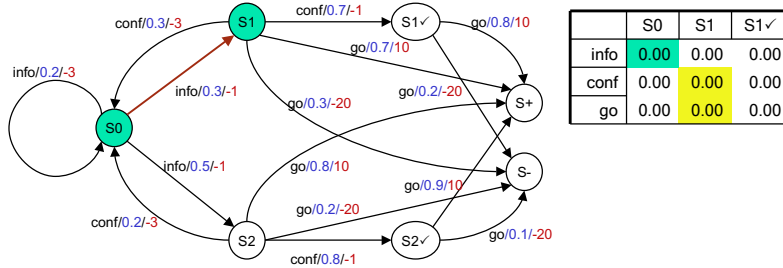 conf/0.3/-3
S1
conf/0.7/-1
S1✓
go/0.8/10
go/0.7/10
info/0.2/-3
info/0.3/-1
go/0.3/-20
go/0.2/-20
S+
S0
info/0.5/-1
go/0.8/10
S-
go/0.9/10
conf/0.2/-3
go/0.2/-20
S2
S2✓
go/0.1/-20
conf/0.8/-1
S0 S1 S1✓
info 0.00 0.00 0.00
conf 0.00 0.00 0.00
go 0.00 0.00 0.00